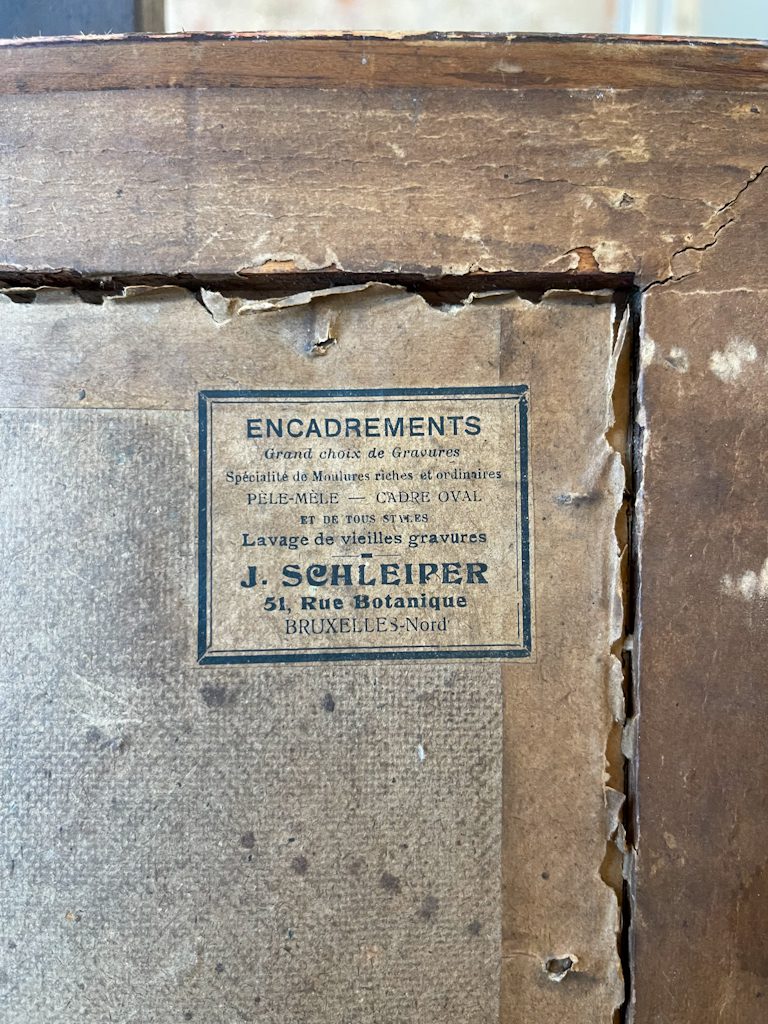 ENCADREMENTS
Grand choix de Gravures
Spécialité de Moulures riches et ordinaires
PÊLE-MÊLE — CADRE OVAL
ET DE TOUS STYLES
Lavage de vieilles gravures
J. SCHLEIPER
51, Rue Botanique
BRUXELLES-Nord